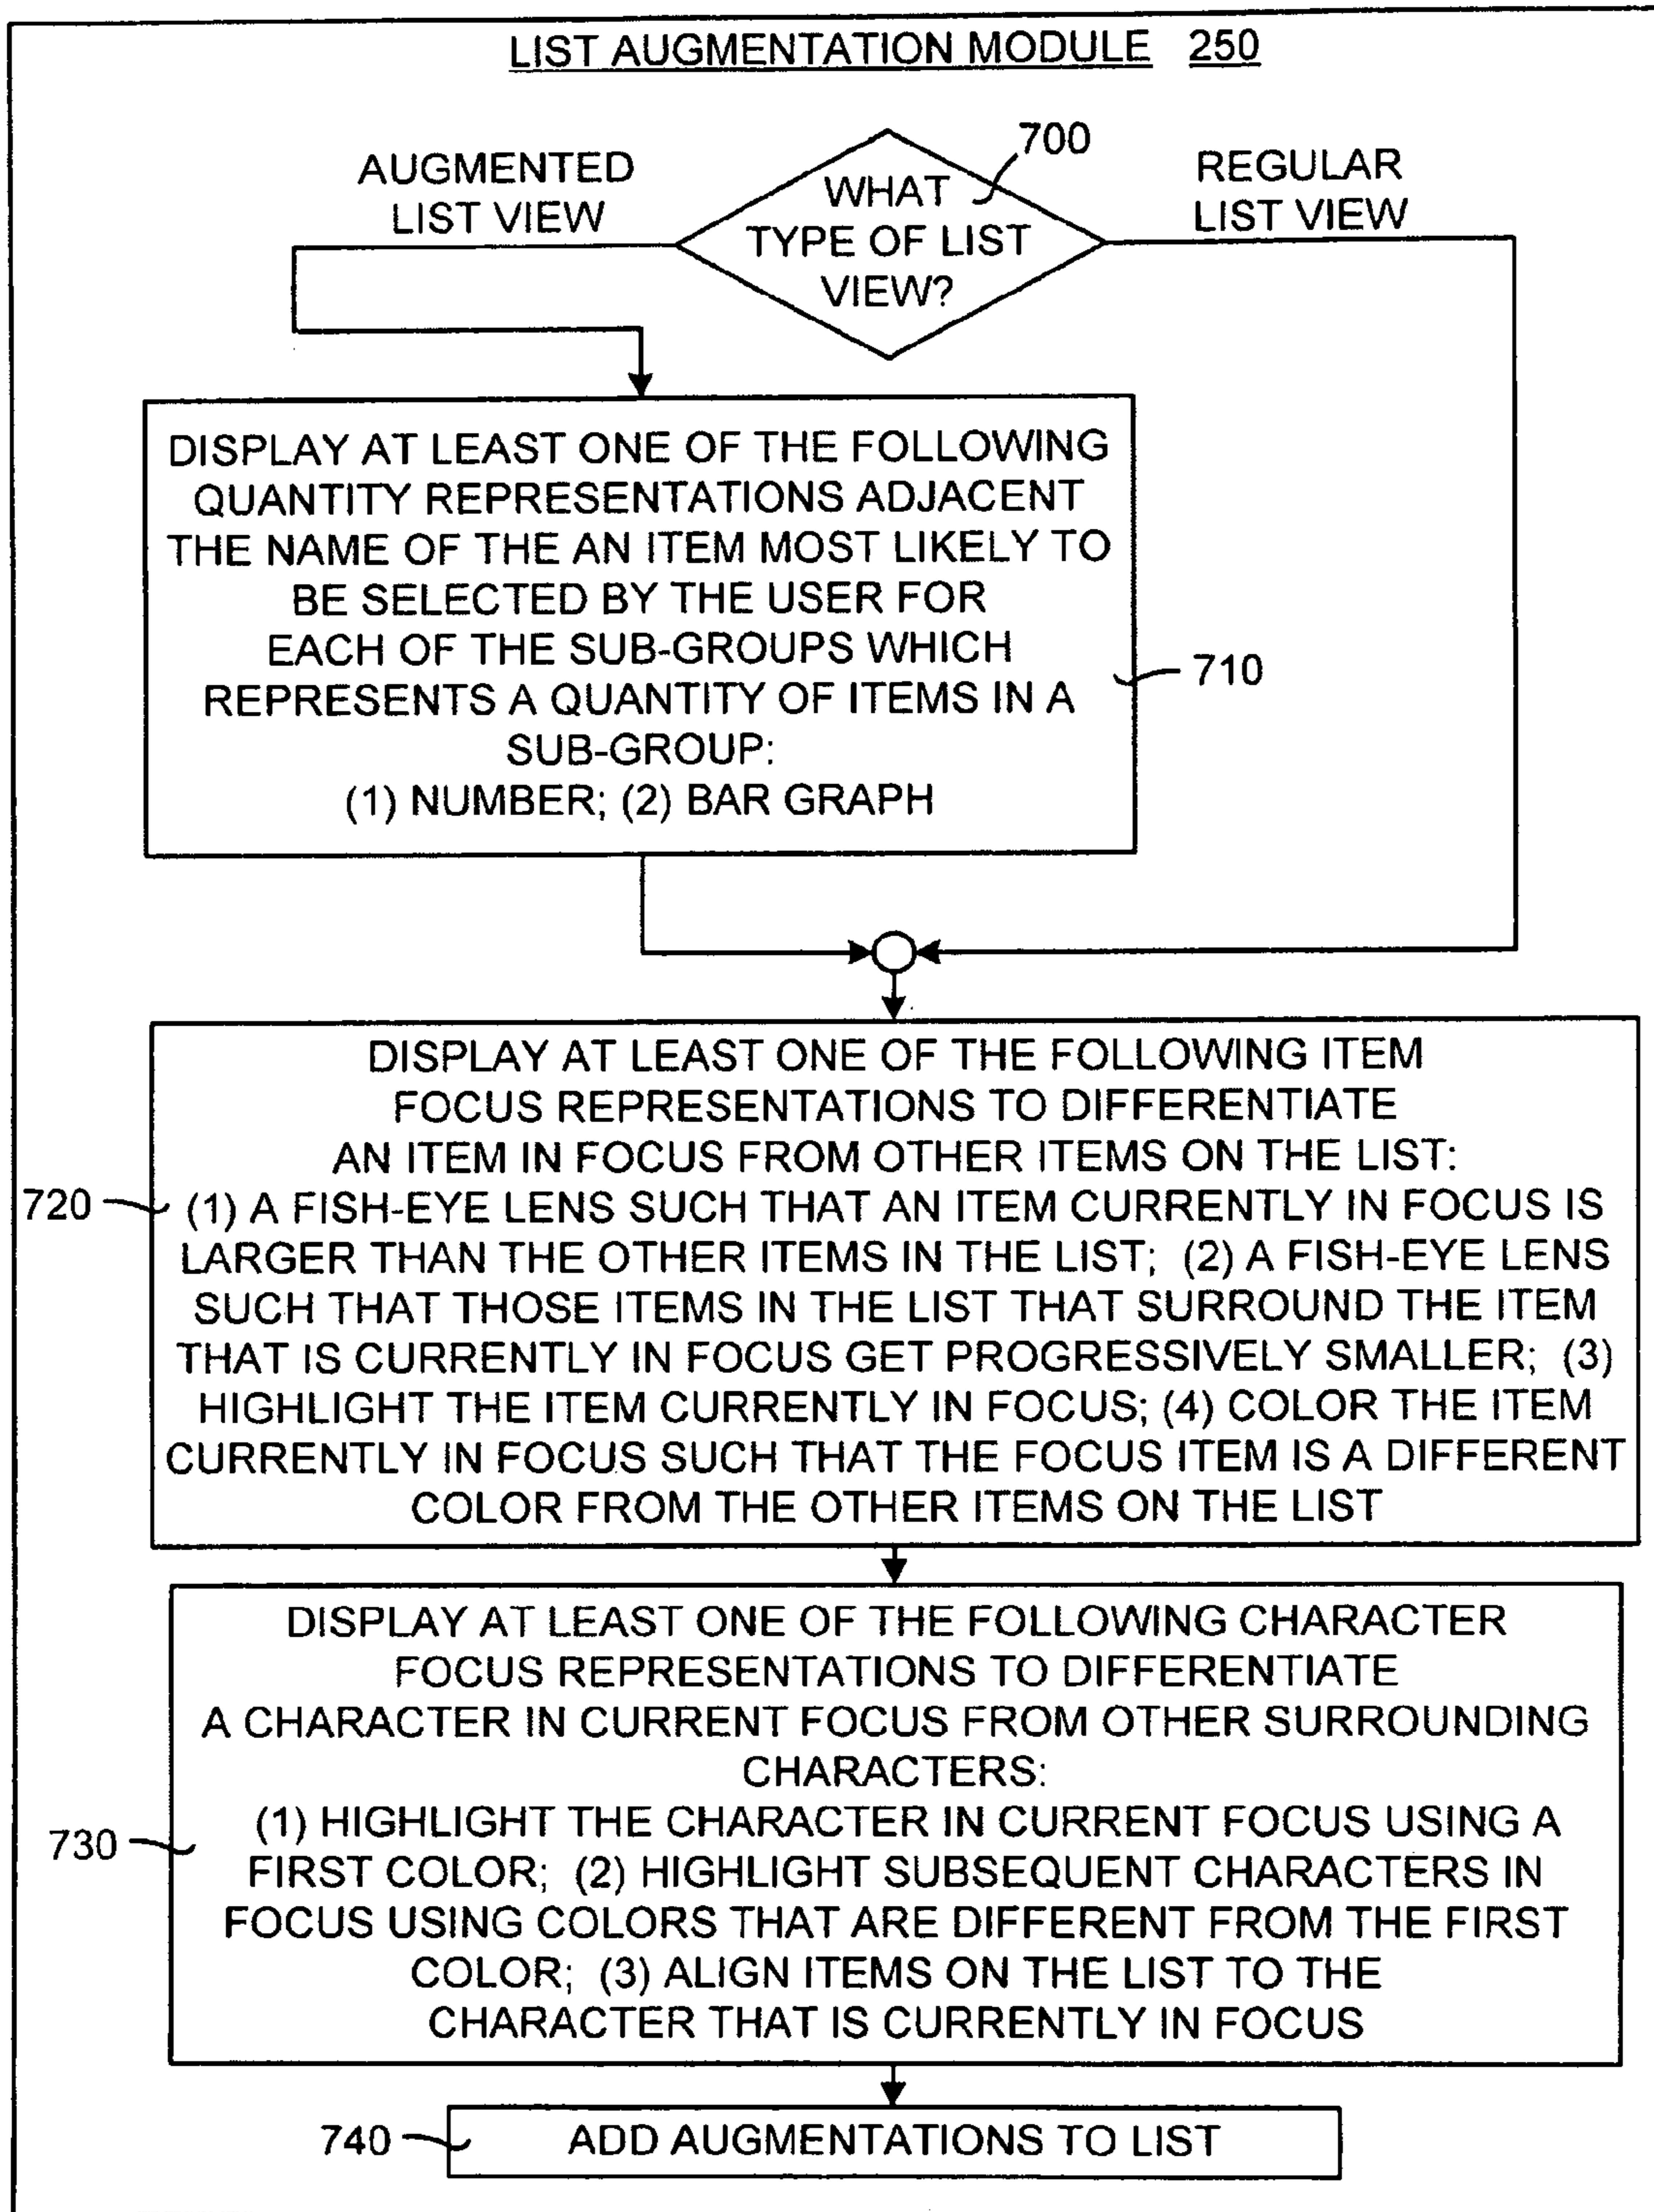 LIST AUGMENTATION MODULE 250
700
AUGMENTED
LIST VIEW
WHAT
TYPE OF LIST
VIEW?
REGULAR
LIST VIEW
DISPLAY AT LEAST ONE OF THE FOLLOWING
QUANTITY REPRESENTATIONS ADJACENT
THE NAME OF THE AN ITEM MOST LIKELY TO
BE SELECTED BY THE USER FOR
EACH OF THE SUB-GROUPS WHICH
REPRESENTS A QUANTITY OF ITEMS IN A
SUB-GROUP:
(1) NUMBER; (2) BAR GRAPH
710
DISPLAY AT LEAST ONE OF THE FOLLOWING ITEM
FOCUS REPRESENTATIONS TO DIFFERENTIATE
AN ITEM IN FOCUS FROM OTHER ITEMS ON THE LIST:
(1) A FISH-EYE LENS SUCH THAT AN ITEM CURRENTLY IN FOCUS IS
LARGER THAN THE OTHER ITEMS IN THE LIST; (2) A FISH-EYE LENS
SUCH THAT THOSE ITEMS IN THE LIST THAT SURROUND THE ITEM
THAT IS CURRENTLY IN FOCUS GET PROGRESSIVELY SMALLER; (3)
HIGHLIGHT THE ITEM CURRENTLY IN FOCUS; (4) COLOR THE ITEM
CURRENTLY IN FOCUS SUCH THAT THE FOCUS ITEM IS A DIFFERENT
COLOR FROM THE OTHER ITEMS ON THE LIST
720
DISPLAY AT LEAST ONE OF THE FOLLOWING CHARACTER
FOCUS REPRESENTATIONS TO DIFFERENTIATE
A CHARACTER IN CURRENT FOCUS FROM OTHER SURROUNDING
CHARACTERS:
(1) HIGHLIGHT THE CHARACTER IN CURRENT FOCUS USING A
FIRST COLOR; (2) HIGHLIGHT SUBSEQUENT CHARACTERS IN
FOCUS USING COLORS THAT ARE DIFFERENT FROM THE FIRST
COLOR; (3) ALIGN ITEMS ON THE LIST TO THE
CHARACTER THAT IS CURRENTLY IN FOCUS
730
740
ADD AUGMENTATIONS TO LIST